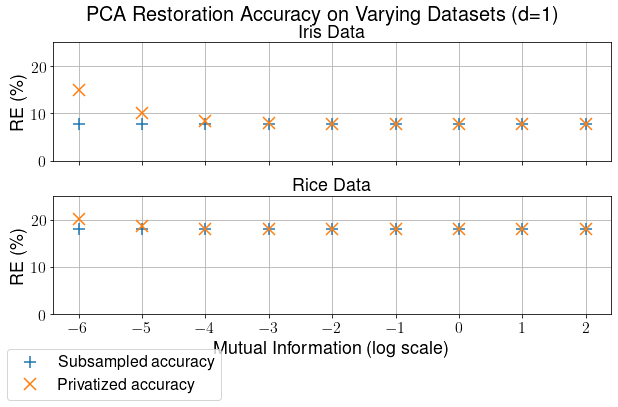 PCA Restoration Accuracy on Varying Datasets (d=1)
Iris Data
RE (%)
20
10
0
Rice Data
RE (%)
20
10
0
−6 −5 −4 −3 −2 −1 0 1 2
Mutual Information (log scale)
Subsampled accuracy
Privatized accuracy